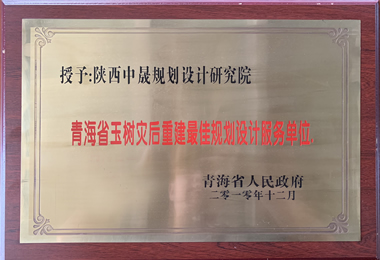 授予:陕西中晟规划设计研究院
青海省玉树灾后重建最佳规划设计服务单位.
青海省人民政府
二零一零年十二月